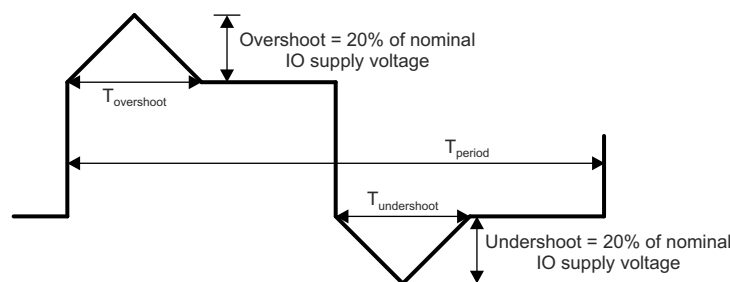 Overshoot = 20% of nominal
IO supply voltage
Tovershoot
Tperiod
Tundershoot
Undershoot = 20% of nominal
IO supply voltage